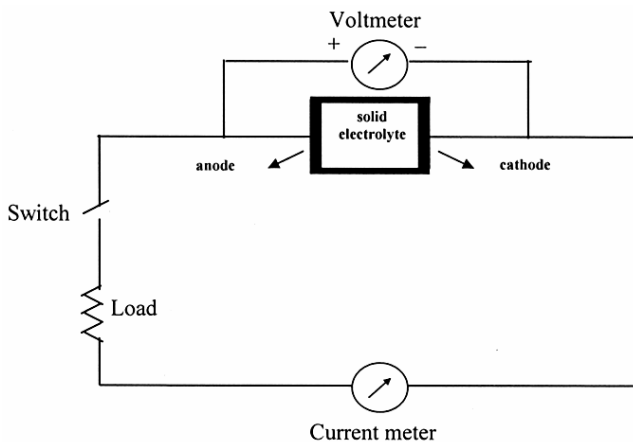 Voltmeter
+ –
solid
electrolyte
anode
cathode
Switch
Load
Current meter